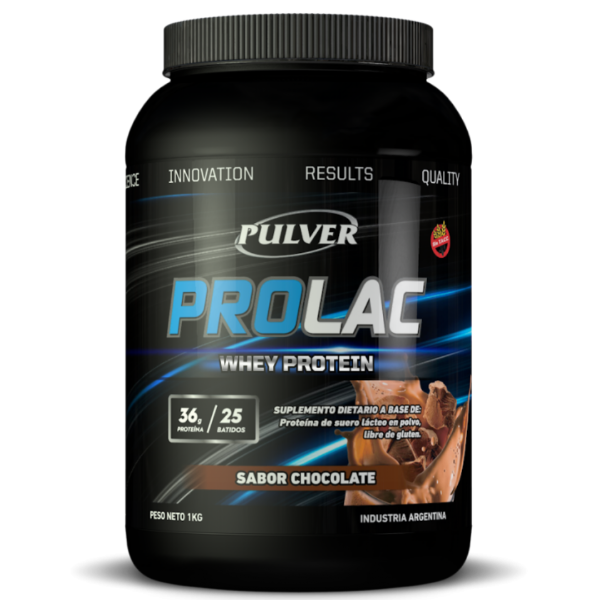 INNOVATION RESULTS QUALITY
PULVER
PROLAC
WHEY PROTEIN
36g PROTEÍNA / 25 BATIDOS
SUPLEMENTO DIETARIO A BASE DE:
Proteína de suero lácteo en polvo,
libre de gluten.
SABOR CHOCOLATE
PESO NETO 1KG
INDUSTRIA ARGENTINA